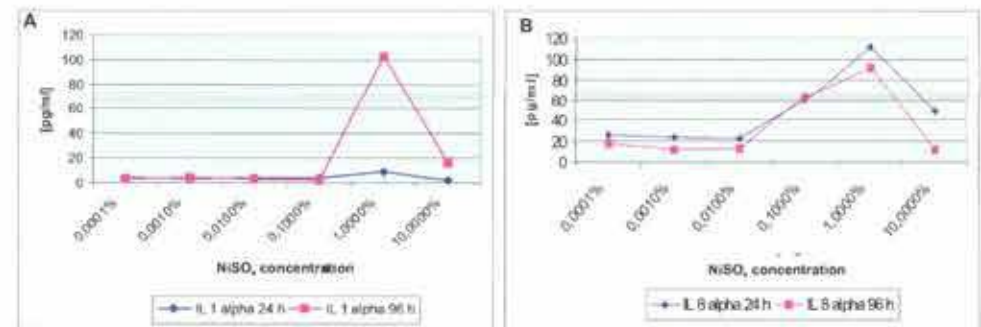 A
120
100
80
60
40
20
0
[pg/ml]
0,0001%
0,0010%
0,0100%
0,1000%
1,0000%
10,0000%
NiSO₄ concentration
IL 1 alpha 24 h
IL 1 alpha 96 h
B
120
100
80
60
40
20
0
[pg/ml]
0,0001%
0,0010%
0,0100%
0,1000%
1,0000%
10,0000%
NiSO₄ concentration
IL 8 alpha 24 h
IL 8 alpha 96 h